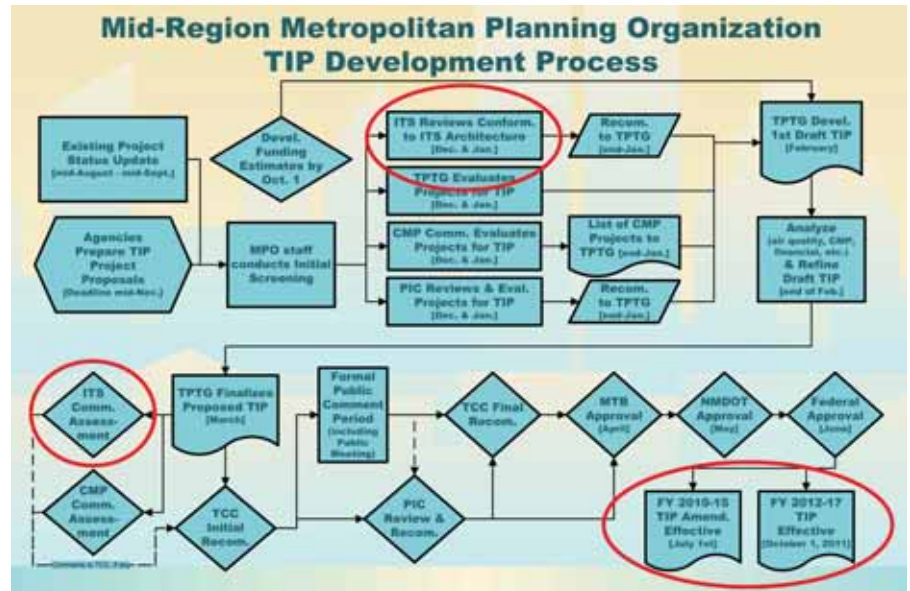 Mid-Region Metropolitan Planning Organization
TIP Development Process
Existing Project
Status Update
[mid-August - mid-Sept.]
Agencies
Prepare TIP
Project
Proposals
[Deadline mid-Nov.]
Devel.
Funding
Estimates by
Oct. 1
MPO staff
conducts Initial
Screening
ITS Reviews Conform.
to ITS Architecture
[Dec. & Jan.]
TPTG Evaluates
Projects for TIP
[Dec. & Jan.]
CMP Comm. Evaluates
Projects for TIP
[Dec. & Jan.]
PIC Reviews & Eval.
Projects for TIP
[Dec. & Jan.]
Recom.
to TPTG
[end-Jan.]
List of CMP
Projects to
TPTG [end-Jan.]
Recom.
to TPTG
[end-Jan.]
TPTG Devel.
1st Draft TIP
[February]
Analyze
(air quality, CMP,
financial, etc.)
& Refine
Draft TIP
[end of Feb.]
ITS
Comm.
Assess-
ment
CMP
Comm.
Assess-
ment
TPTG Finalizes
Proposed TIP
[March]
TCC
Initial
Recom.
Formal
Public
Comment
Period
(including
Public
Meeting)
PIC
Review &
Recom.
TCC Final
Recom.
MTB
Approval
[April]
NMDOT
Approval
[May]
Federal
Approval
[June]
FY 2010-15
TIP Amend.
Effective
[July 1st]
FY 2012-17
TIP
Effective
[October 1, 2011]